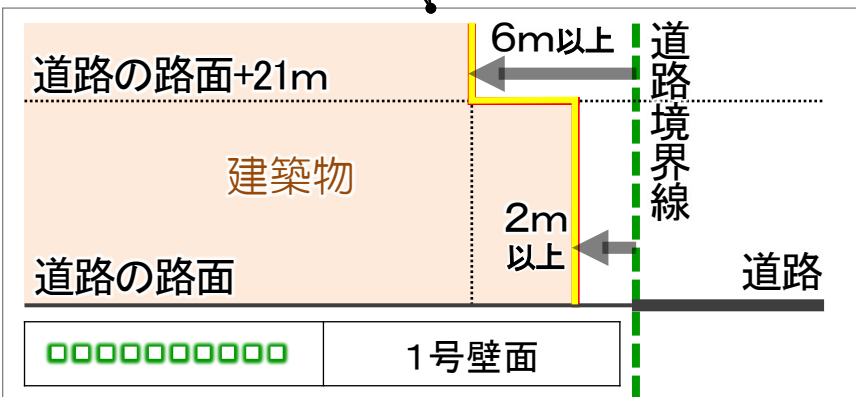 6m以上
道路の路面+21m
道路境界線
建築物
2m
以上
道路の路面
道路
1号壁面